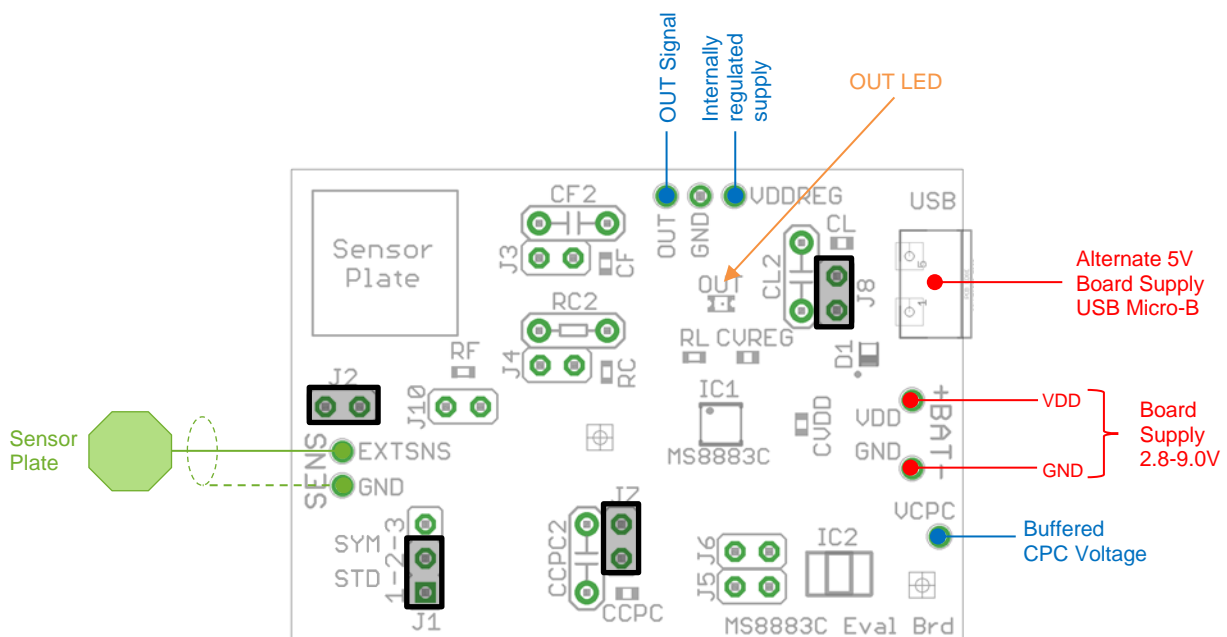 OUT Signal
Internally
regulated
supply
OUT LED
CF2
OUT
GND
VDDREG
USB
Sensor
Plate
J3
CF
CL
CL2
J8
5
1
Alternate 5V
Board Supply
USB Micro-B
OUT
RC2
J4
RC
RL
CVREG
D1
RF
J2
J10
IC1
MS8883C
CVDD
VDD
GND
+BAT-
VDD
GND
Board
Supply
2.8-9.0V
Sensor
Plate
SENS
EXTSNS
GND
SYM
STD
1-2-3
J1
CCPC2
J7
CCPC
J6
J5
IC2
VCPC
Buffered
CPC Voltage
MS8883C Eval Brd